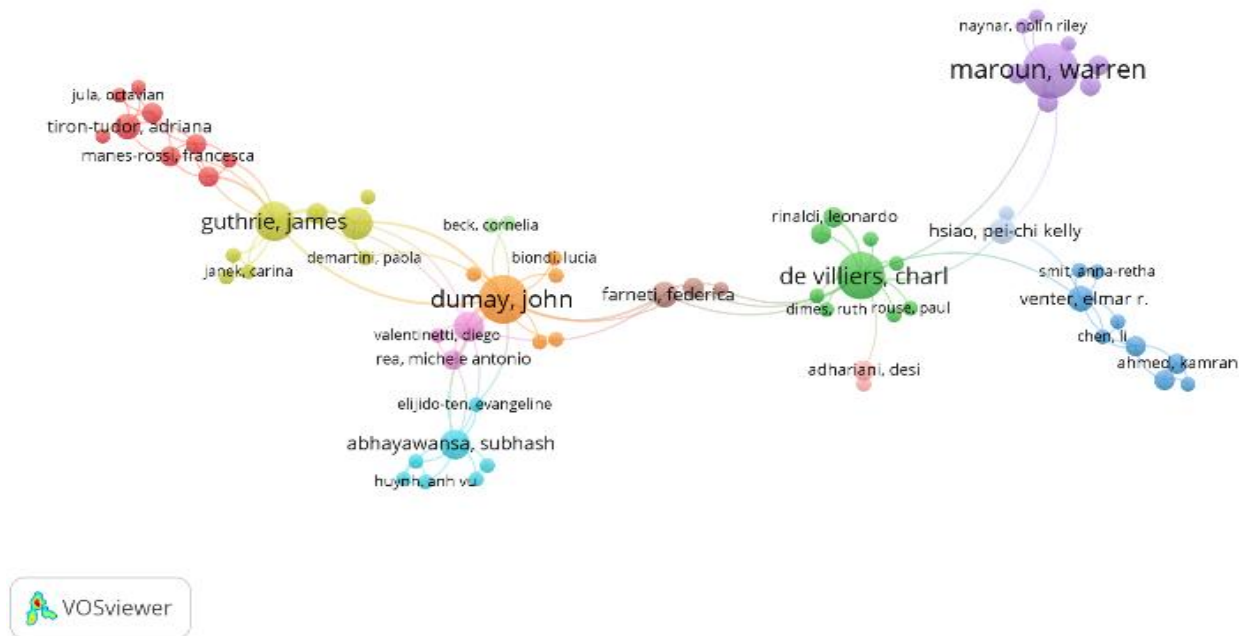 naynar, nolin riley
maroun, warren
jula, octavian
tiron-tudor, adriana
manes-rossi, francesca
guthrie, james
beck, cornelia
rinaldi, leonardo
hsiao, pei-chi kelly
janek, carina
demartini, paola
biondi, lucia
de villiers, charl
smit, anna-retha
dumay, john
farneti, federica
venter, elmar r.
dimes, ruth
rouse, paul
valentinetti, diego
chen, li
rea, michele antonio
adhariani, desi
ahmed, kamran
elijido-ten, evangeline
abhayawansa, subhash
huynh, anh vu
VOSviewer